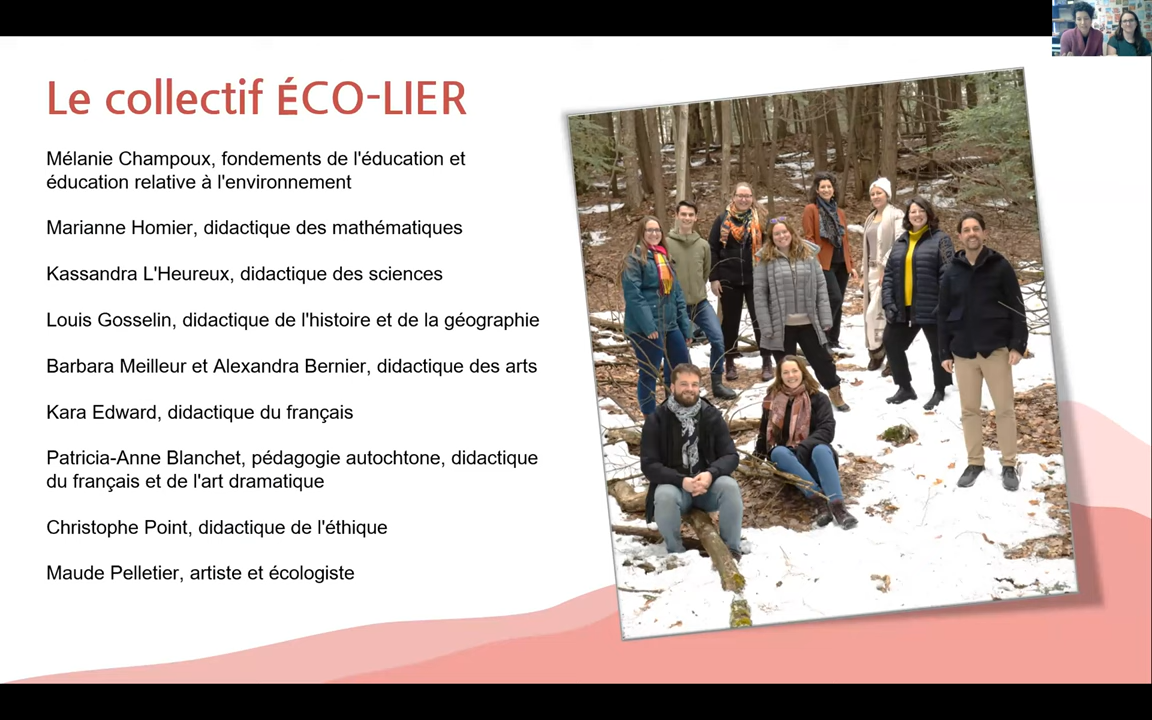 Le collectif ÉCO-LIER
Mélanie Champoux, fondements de l'éducation et
éducation relative à l'environnement
Marianne Homier, didactique des mathématiques
Kassandra L'Heureux, didactique des sciences
Louis Gosselin, didactique de l'histoire et de la géographie
Barbara Meilleur et Alexandra Bernier, didactique des arts
Kara Edward, didactique du français
Patricia-Anne Blanchet, pédagogie autochtone, didactique
du français et de l'art dramatique
Christophe Point, didactique de l'éthique
Maude Pelletier, artiste et écologiste